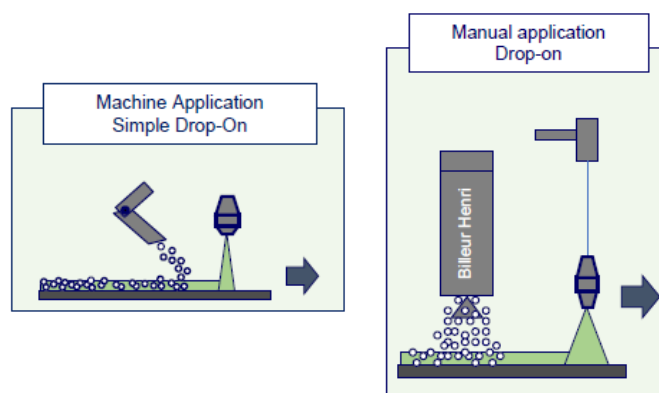 Machine Application
Simple Drop-On
Manual application
Drop-on
Billeur Henri